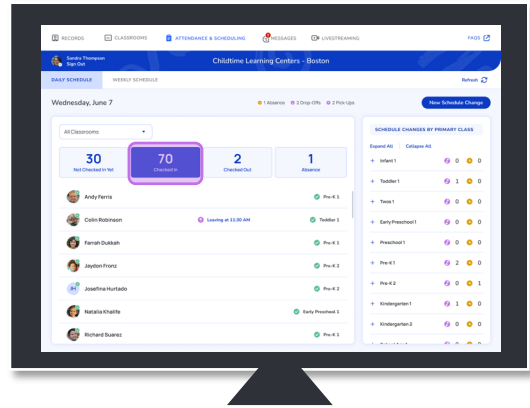 RECORDS CLASSROOMS ATTENDANCE & SCHEDULING MESSAGES LIVESTREAMING FAQS
Sandra Thompson
Sign Out
Childtime Learning Centers - Boston
DAILY SCHEDULE WEEKLY SCHEDULE Refresh
Wednesday, June 7 1 Absence 2 Drop-Offs 2 Pick-Ups New Schedule Change
All Classrooms
30 70 2 1
Not Checked In Yet Checked In Checked Out Absence
Andy Ferris Pre-K 1
Colin Robinson Leaving at 11:30 AM Toddler 1
Farrah Dukkah Pre-K 1
Jaydon Fronz Pre-K 2
JH Josefina Hurtado Pre-K 2
Natalia Khalife Early Preschool 1
Richard Suarez Pre-K 1
SCHEDULE CHANGES BY PRIMARY CLASS
Expand All Collapse All
+ Infant 1 0 0
+ Toddler 1 1 0
+ Twos 1 0 0
+ Early Preschool 1 0 0
+ Preschool 1 0 0
+ Pre-K 1 2 0
+ Pre-K 2 0 1
+ Kindergarten 1 1 0
+ Kindergarten 2 0 0